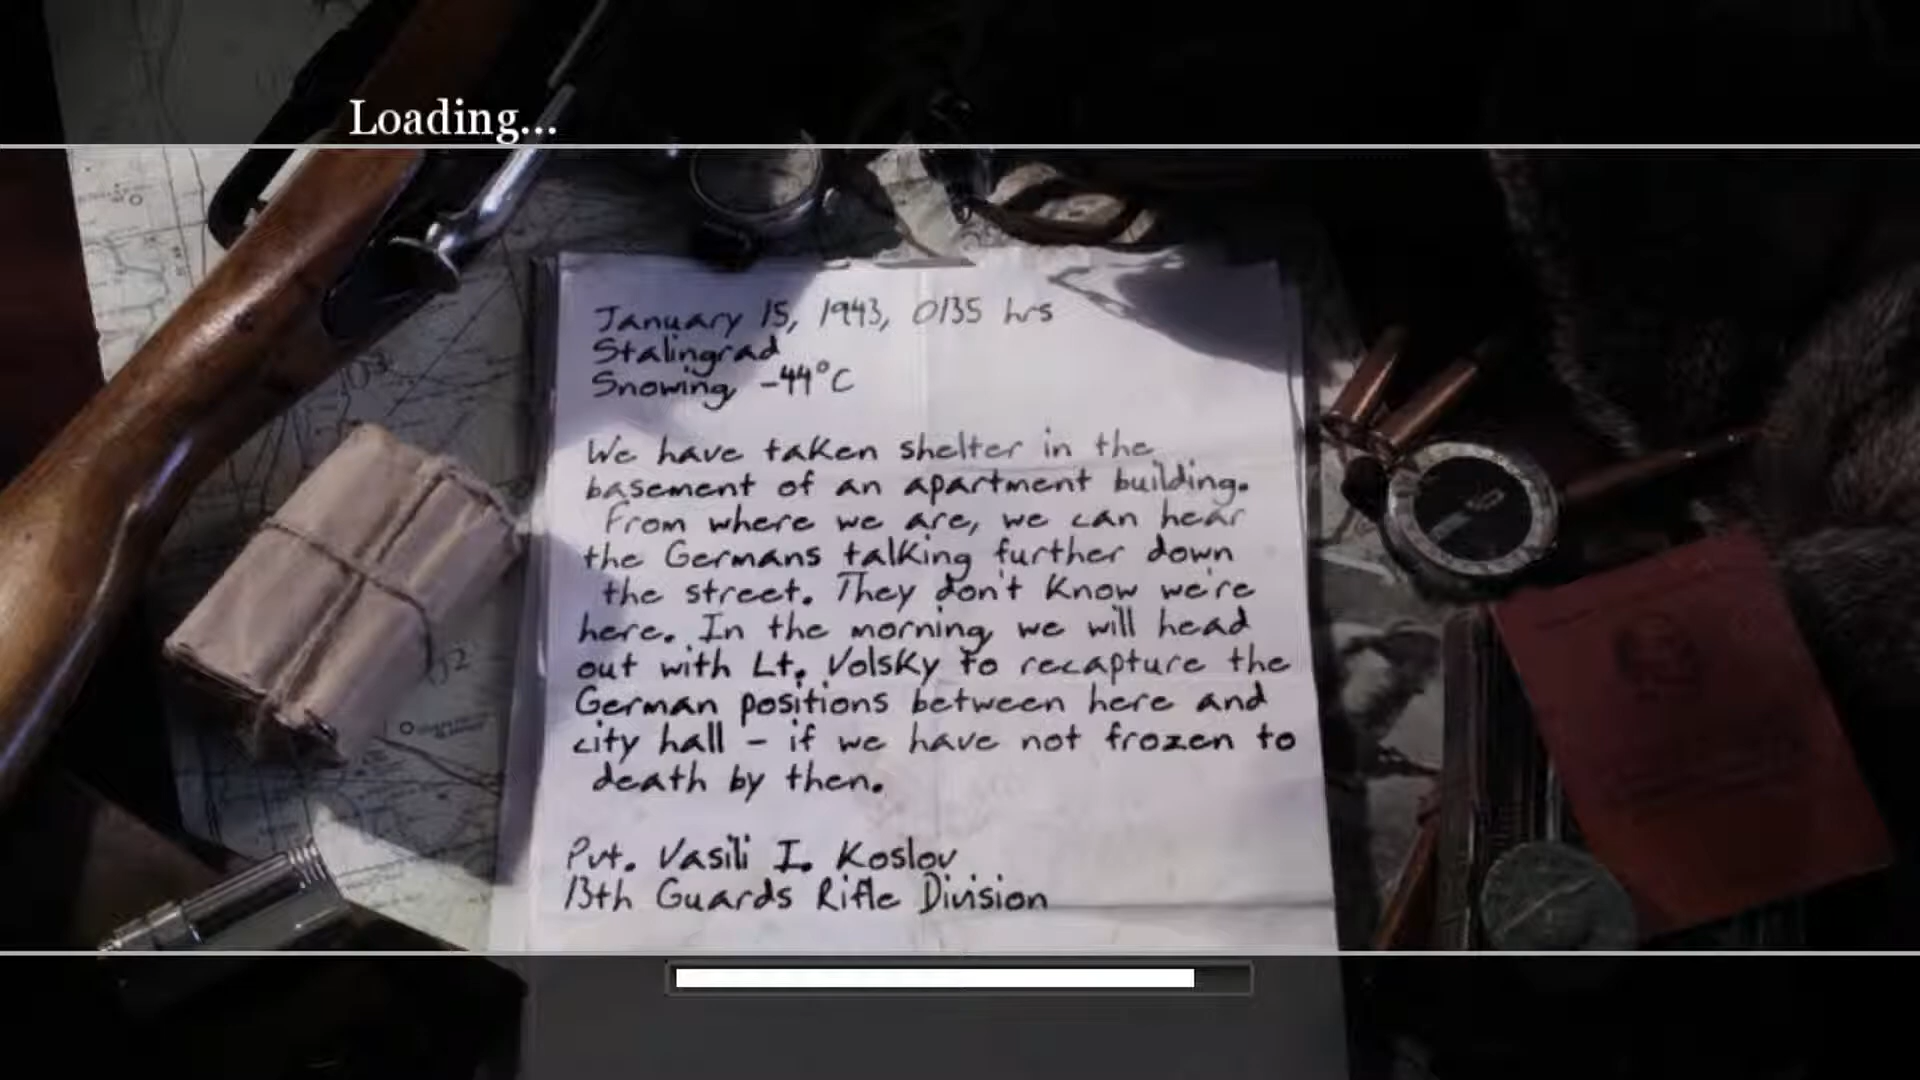 Loading...
January 15, 1943, 0135 hrs
Stalingrad
Snowing, -44°C
We have taken shelter in the
basement of an apartment building.
From where we are, we can hear
the Germans talking further down
the street. They don't know we're
here. In the morning, we will head
out with Lt. Volsky to recapture the
German positions between here and
city hall - if we have not frozen to
death by then.
Pvt. Vasili I. Koslov
13th Guards Rifle Division
103